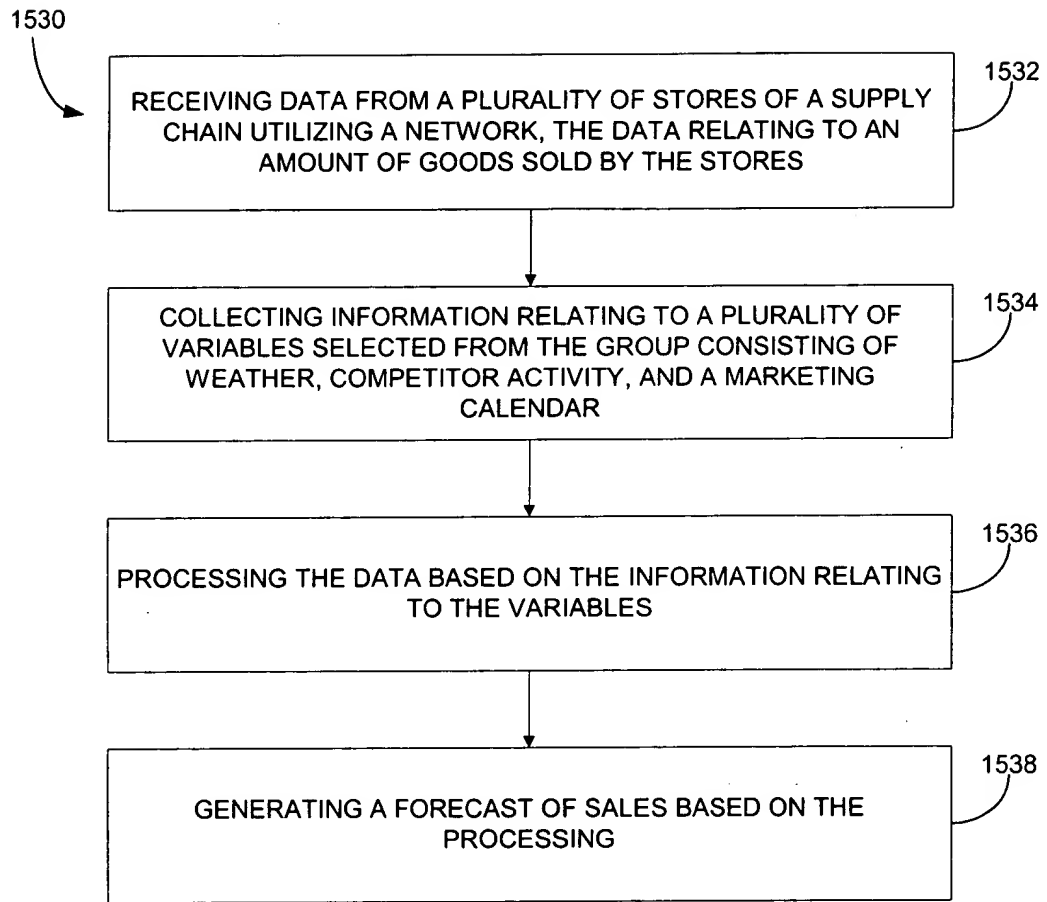 1530
1532
RECEIVING DATA FROM A PLURALITY OF STORES OF A SUPPLY
CHAIN UTILIZING A NETWORK, THE DATA RELATING TO AN
AMOUNT OF GOODS SOLD BY THE STORES
1534
COLLECTING INFORMATION RELATING TO A PLURALITY OF
VARIABLES SELECTED FROM THE GROUP CONSISTING OF
WEATHER, COMPETITOR ACTIVITY, AND A MARKETING
CALENDAR
1536
PROCESSING THE DATA BASED ON THE INFORMATION RELATING
TO THE VARIABLES
1538
GENERATING A FORECAST OF SALES BASED ON THE
PROCESSING